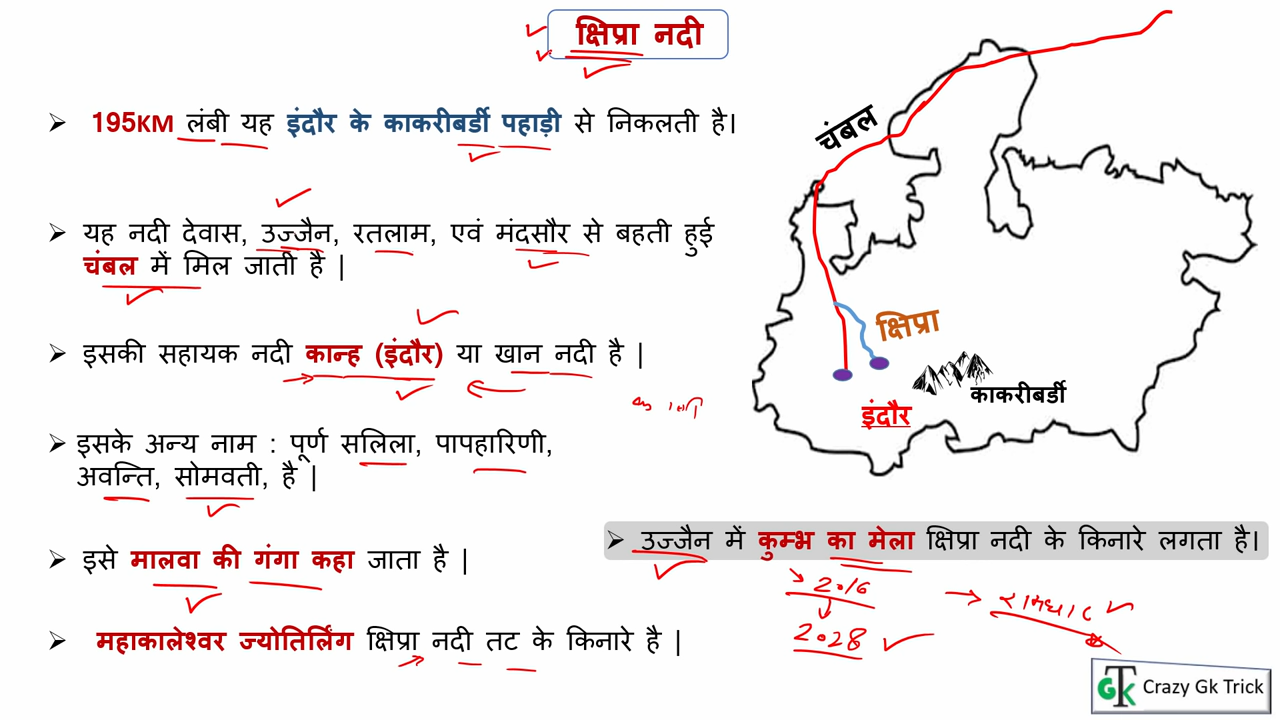 क्षिप्रा नदी
195KM लंबी यह इंदौर के काकरीबर्डी पहाड़ी से निकलती है।
यह नदी देवास, उज्जैन, रतलाम, एवं मंदसौर से बहती हुई
चंबल में मिल जाती है |
इसकी सहायक नदी कान्ह (इंदौर) या खान नदी है |
इसके अन्य नाम : पूर्ण सलिला, पापहारिणी,
अवन्ति, सोमवती, है |
इसे मालवा की गंगा कहा जाता है |
महाकालेश्वर ज्योतिर्लिंग क्षिप्रा नदी तट के किनारे है |
चंबल
क्षिप्रा
काकरीबर्डी
इंदौर
उज्जैन में कुम्भ का मेला क्षिप्रा नदी के किनारे लगता है।
2016
2028
रामघाट
GTK Crazy Gk Trick